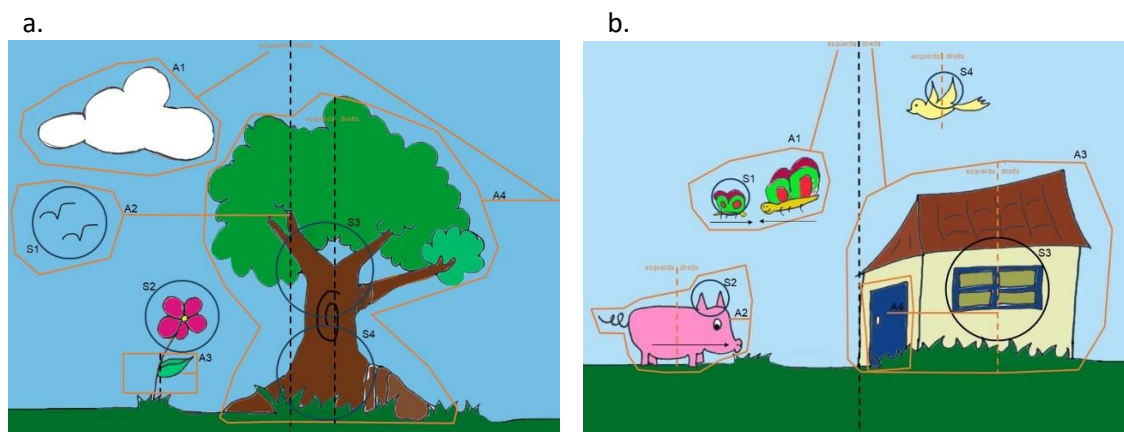 a.
esquerda direita
A1
esquerda direita
A4
A2
S1
S3
S2
S4
A3
b.
esquerda direita
esquerda direita
S4
A1
A3
S1
esquerda direita
S3
esquerda direita
S2
A4
A2